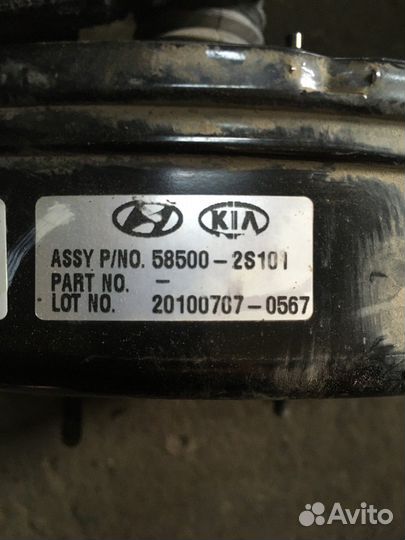 KIA
ASSY P/NO. 58500-2S101
PART NO. -
LOT NO. 20100707-0567
Avito